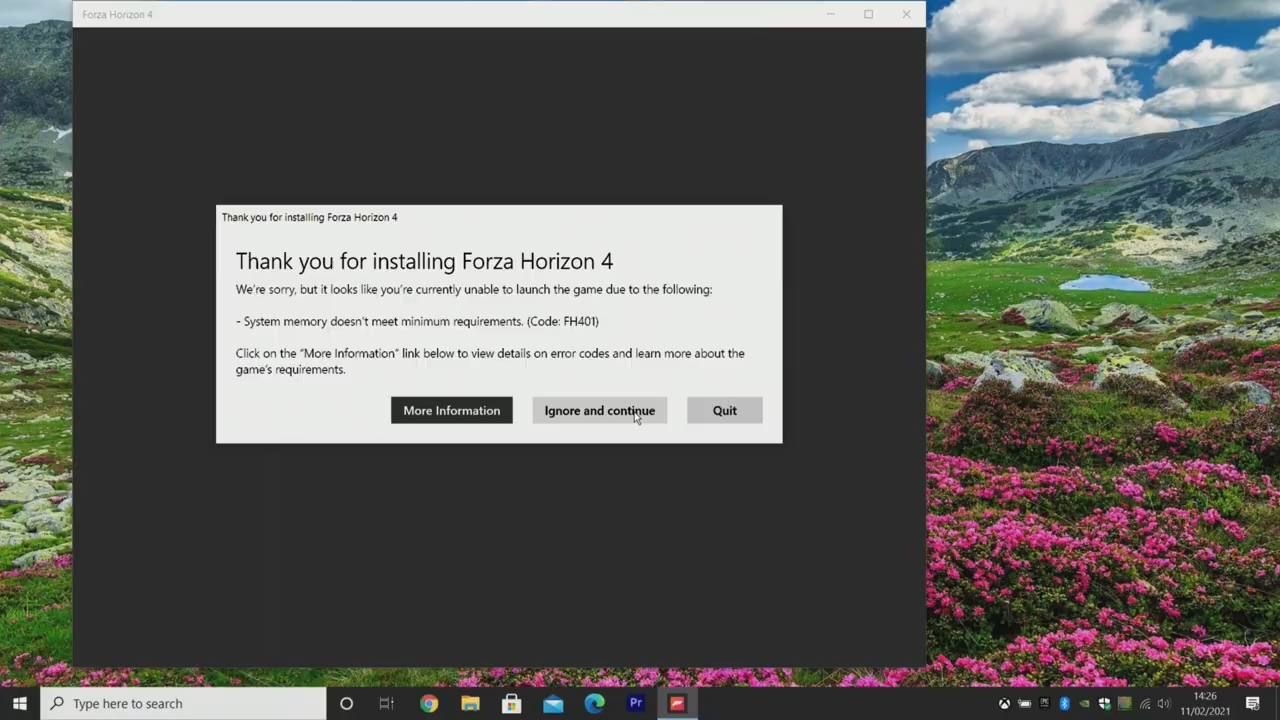 Forza Horizon 4
Thank you for installing Forza Horizon 4
Thank you for installing Forza Horizon 4
We're sorry, but it looks like you're currently unable to launch the game due to the following:
- System memory doesn't meet minimum requirements. (Code: FH401)
Click on the "More Information" link below to view details on error codes and learn more about the
game's requirements.
More Information
Ignore and continue
Quit
Type here to search
Pr
14:26
11/02/2021